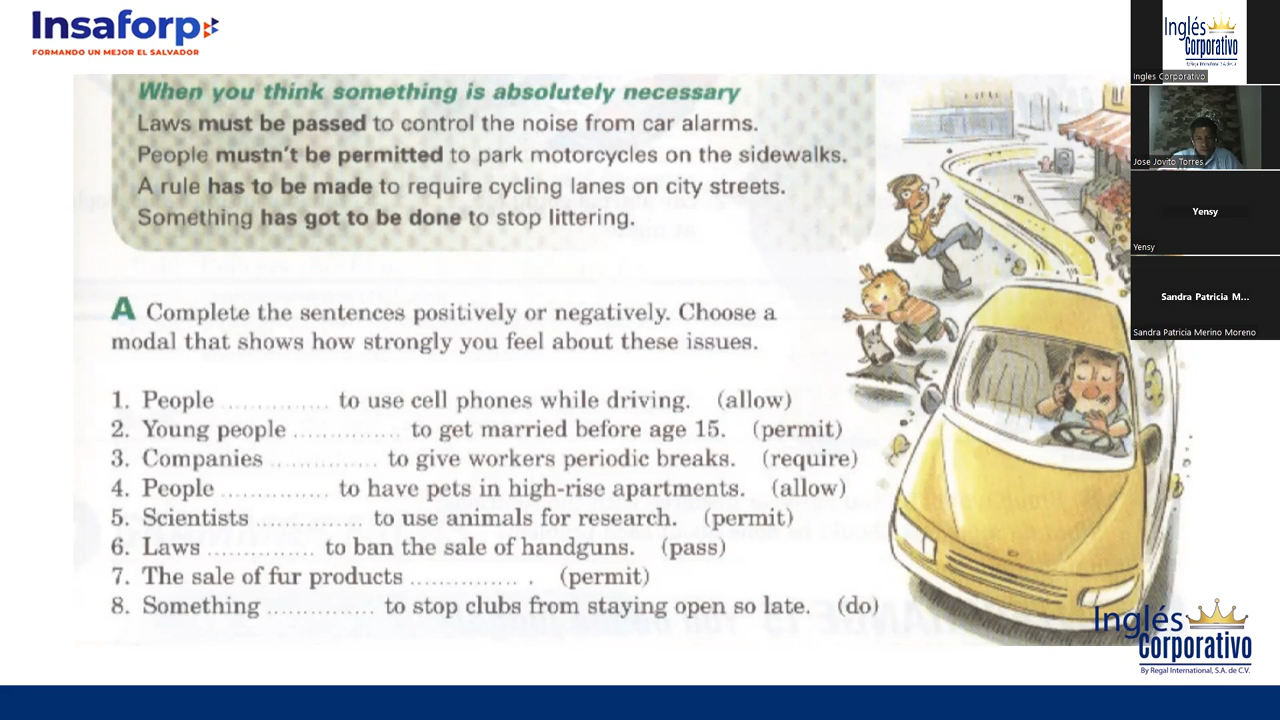 Insaforp
FORMANDO UN MEJOR EL SALVADOR
When you think something is absolutely necessary
Laws must be passed to control the noise from car alarms.
People mustn't be permitted to park motorcycles on the sidewalks.
A rule has to be made to require cycling lanes on city streets.
Something has got to be done to stop littering.
A Complete the sentences positively or negatively. Choose a
modal that shows how strongly you feel about these issues.
1. People .............. to use cell phones while driving. (allow)
2. Young people .............. to get married before age 15. (permit)
3. Companies .............. to give workers periodic breaks. (require)
4. People .............. to have pets in high-rise apartments. (allow)
5. Scientists .............. to use animals for research. (permit)
6. Laws .............. to ban the sale of handguns. (pass)
7. The sale of fur products .............. . (permit)
8. Something .............. to stop clubs from staying open so late. (do)
Inglés
Corporativo
By Regal International, S.A. de C.V.
Ingles Corporativo
Jose Jovito Torres
Yensy
Yensy
Sandra Patricia M...
Sandra Patricia Merino Moreno
Inglés
Corporativo
By Regal International, S.A. de C.V.